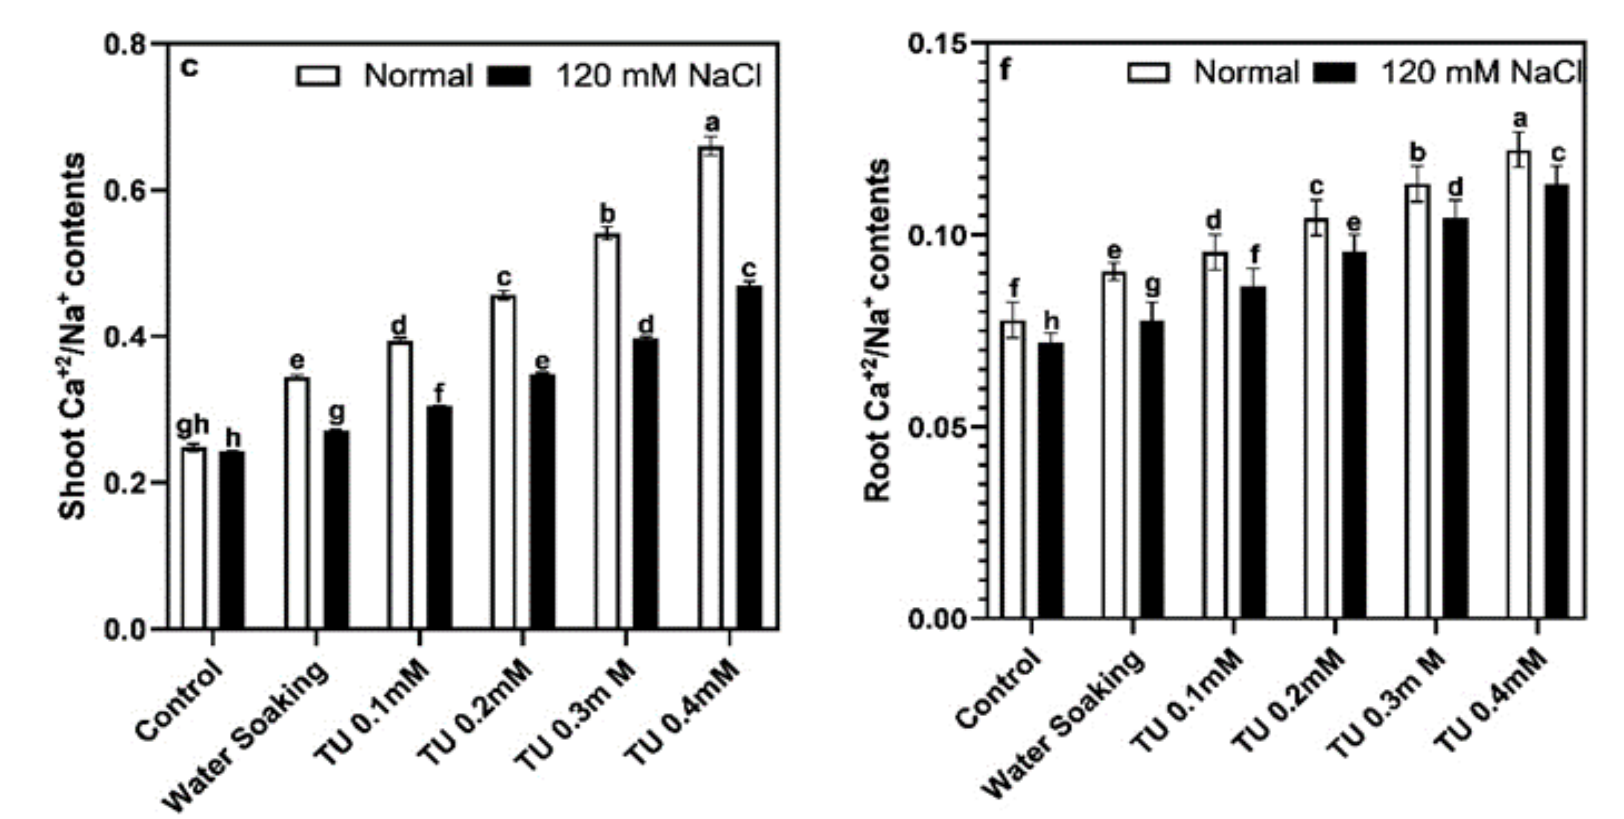 c
Normal
120 mM NaCl
Shoot Ca⁺²/Na⁺ contents
0.8
0.6
0.4
0.2
0.0
gh
h
e
g
d
f
c
e
b
d
a
c
Control
Water Soaking
TU 0.1mM
TU 0.2mM
TU 0.3m M
TU 0.4mM
f
Normal
120 mM NaCl
Root Ca⁺²/Na⁺ contents
0.15
0.10
0.05
0.00
f
h
e
g
d
f
c
e
b
d
a
c
Control
Water Soaking
TU 0.1mM
TU 0.2mM
TU 0.3m M
TU 0.4mM